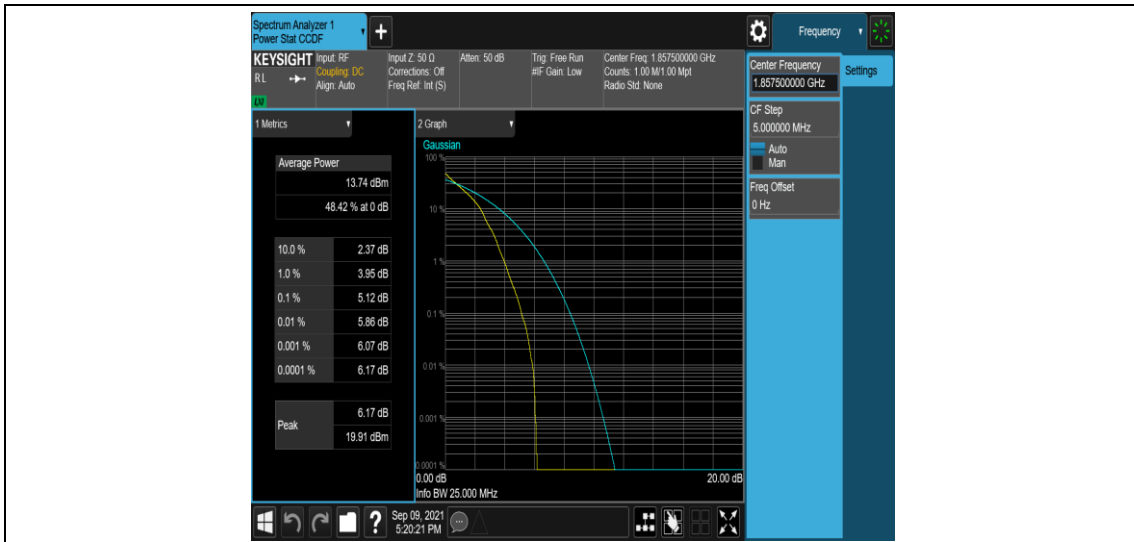 Spectrum Analyzer 1
Power Stat CCDF
Frequency
KEYSIGHT
RL
LXI
Input: RF
Coupling: DC
Align: Auto
Input Z: 50 Ω
Corrections: Off
Freq Ref: Int (S)
Atten: 50 dB
Trig: Free Run
#IF Gain: Low
Center Freq: 1.857500000 GHz
Counts: 1.00 M/1.00 Mpt
Radio Std: None
Center Frequency
1.857500000 GHz
Settings
CF Step
5.000000 MHz
Auto
Man
Freq Offset
0 Hz
1 Metrics
Average Power
13.74 dBm
48.42 % at 0 dB
10.0 % 2.37 dB
1.0 % 3.95 dB
0.1 % 5.12 dB
0.01 % 5.86 dB
0.001 % 6.07 dB
0.0001 % 6.17 dB
Peak
6.17 dB
19.91 dBm
2 Graph
Gaussian
100 %
10 %
1 %
0.1 %
0.01 %
0.001 %
0.0001 %
0.00 dB 20.00 dB
Info BW 25.000 MHz
?
Sep 09, 2021
5:20:21 PM